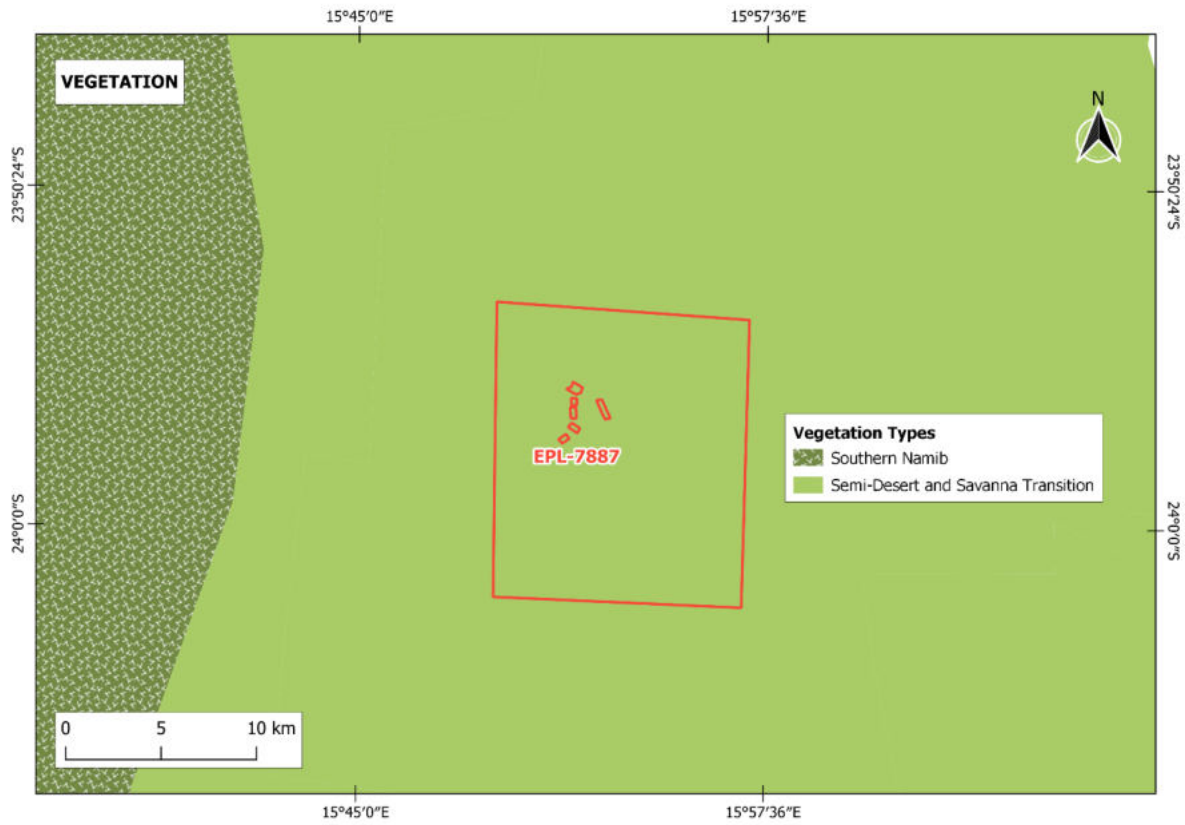 15°45′0″E
15°57′36″E
VEGETATION
N
23°50′24″S
23°50′24″S
EPL-7887
Vegetation Types
Southern Namib
Semi-Desert and Savanna Transition
24°0′0″S
24°0′0″S
0 5 10 km
15°45′0″E
15°57′36″E